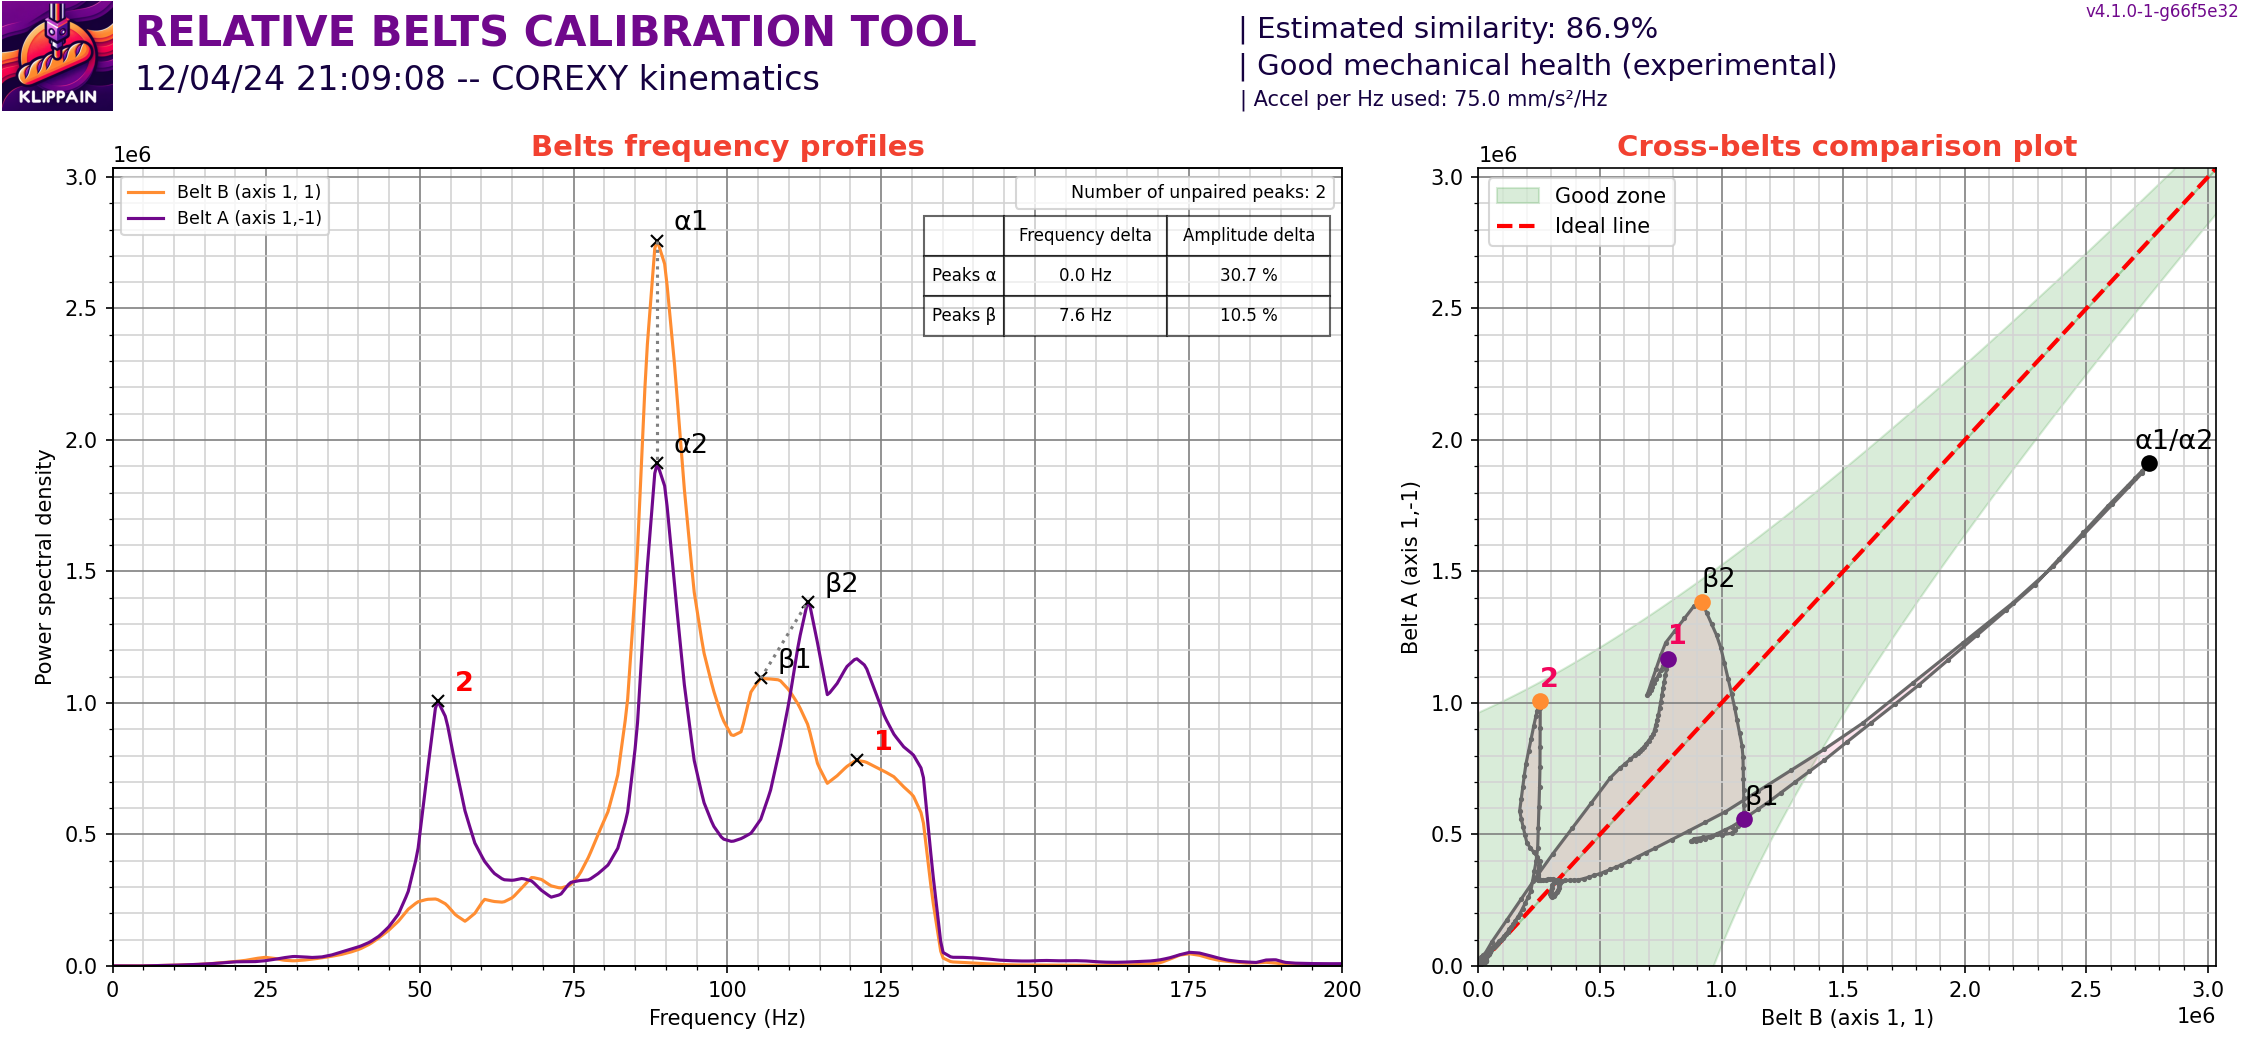 KLIPPAIN
RELATIVE BELTS CALIBRATION TOOL
12/04/24 21:09:08 -- COREXY kinematics
| Estimated similarity: 86.9%
| Good mechanical health (experimental)
| Accel per Hz used: 75.0 mm/s²/Hz
v4.1.0-1-g66f5e32
Belts frequency profiles
1e6
Belt B (axis 1, 1)
Belt A (axis 1,-1)
Number of unpaired peaks: 2
Frequency delta Amplitude delta
Peaks α 0.0 Hz 30.7 %
Peaks β 7.6 Hz 10.5 %
α1
α2
β2
β1
2
1
3.0
2.5
2.0
1.5
1.0
0.5
0.0
Power spectral density
0 25 50 75 100 125 150 175 200
Frequency (Hz)
Cross-belts comparison plot
1e6
Good zone
Ideal line
α1/α2
β2
1
2
β1
3.0
2.5
2.0
1.5
1.0
0.5
0.0
Belt A (axis 1,-1)
0.0 0.5 1.0 1.5 2.0 2.5 3.0
Belt B (axis 1, 1)
1e6